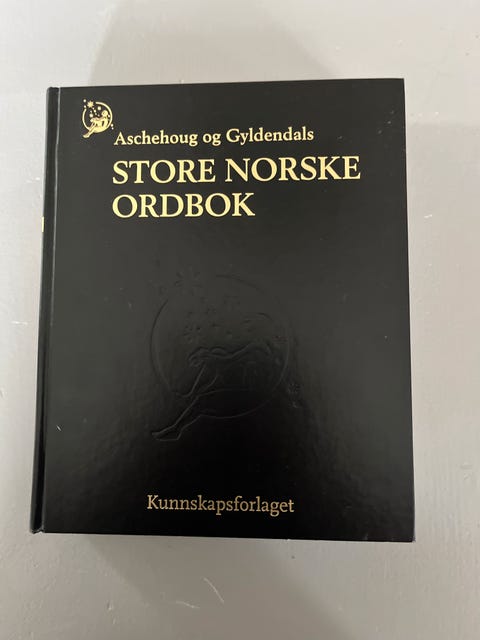 Aschehoug og Gyldendals
STORE NORSKE
ORDBOK
Kunnskapsforlaget